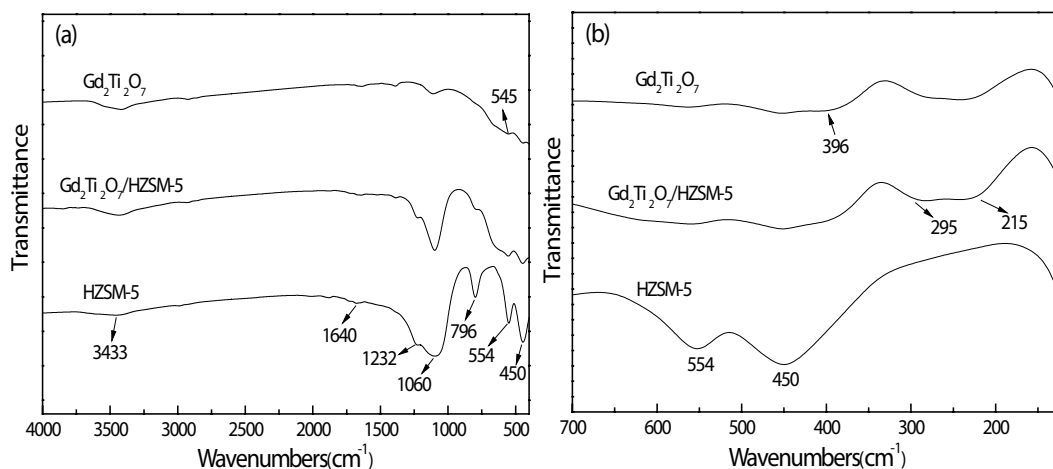 (a)
Gd₂Ti₂O₇
545
Gd₂Ti₂O₇/HZSM-5
HZSM-5
3433
1640
1232
1060
796
554
450
Transmittance
4000 3500 3000 2500 2000 1500 1000 500
Wavenumbers(cm⁻¹)
(b)
Gd₂Ti₂O₇
396
Gd₂Ti₂O₇/HZSM-5
295
215
HZSM-5
554
450
Transmittance
700 600 500 400 300 200
Wavenumbers(cm⁻¹)